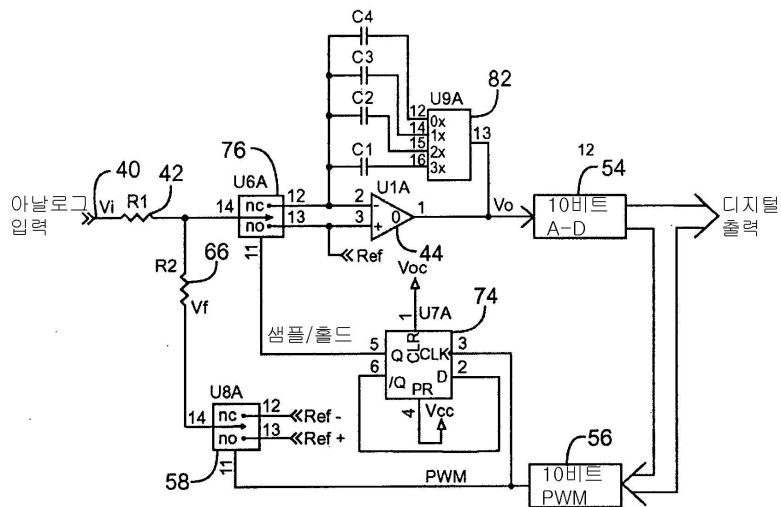 C4
C3
C2
C1
U9A
82
12
14
15
16
0x
1x
2x
3x
13
76
U6A
nc
no
12
13
14
11
40
42
R1
아날로그
입력
Vi
U1A
2
3
-
+
0
1
44
Ref
Vo
12
54
10비트
A-D
디지털
출력
R2
66
Vf
Voc
1
U7A
74
샘플/홀드
5
6
Q
/Q
CLR
CLK
D
PR
3
2
4
Vcc
U8A
nc
no
14
12
13
11
Ref -
Ref +
58
PWM
56
10비트
PWM